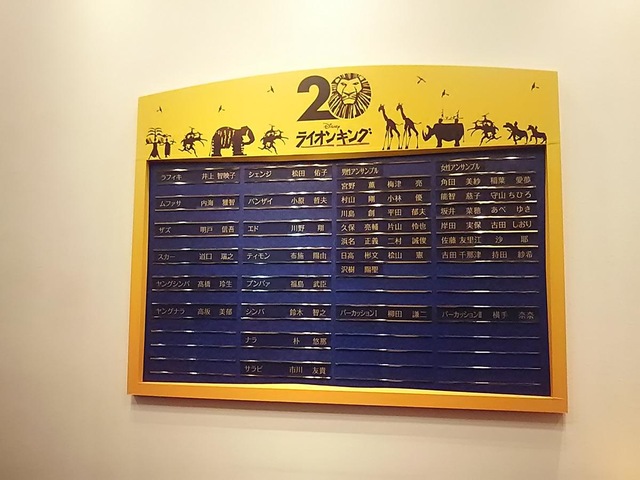 20
Disney
ライオンキング
ラフィキ 井上 智映子
ムファサ 内海 雅智
ザズ 明戸 信吾
スカー 道口 瑞之
ヤングシンバ 高橋 玲生
ヤングナラ 高坂 美郁
シェンジ 松田 佑子
バンザイ 小原 哲夫
エド 川野 翔
ティモン 布施 陽由
プンバァ 福島 武臣
シンバ 鈴木 智之
ナラ 朴 悠那
サラビ 市川 友貴
男性アンサンブル
宮野 薫 梅津 亮
村山 剛 小林 優
川島 創 平田 郁夫
久保 亮輔 片山 怜也
浜名 正義 二村 誠俊
日高 彬文 桧山 憲
沢樹 陽聖
パーカッションⅠ 柳田 謙二
女性アンサンブル
角田 美紗 稲葉 愛夢
能智 慈子 守山 ちひろ
坂井 菜穂 あべ ゆき
岸田 実保 古田 しおり
佐藤 友里江 沙 耶
吉田 千那津 持田 紗希
パーカッションⅡ 横手 奈奈